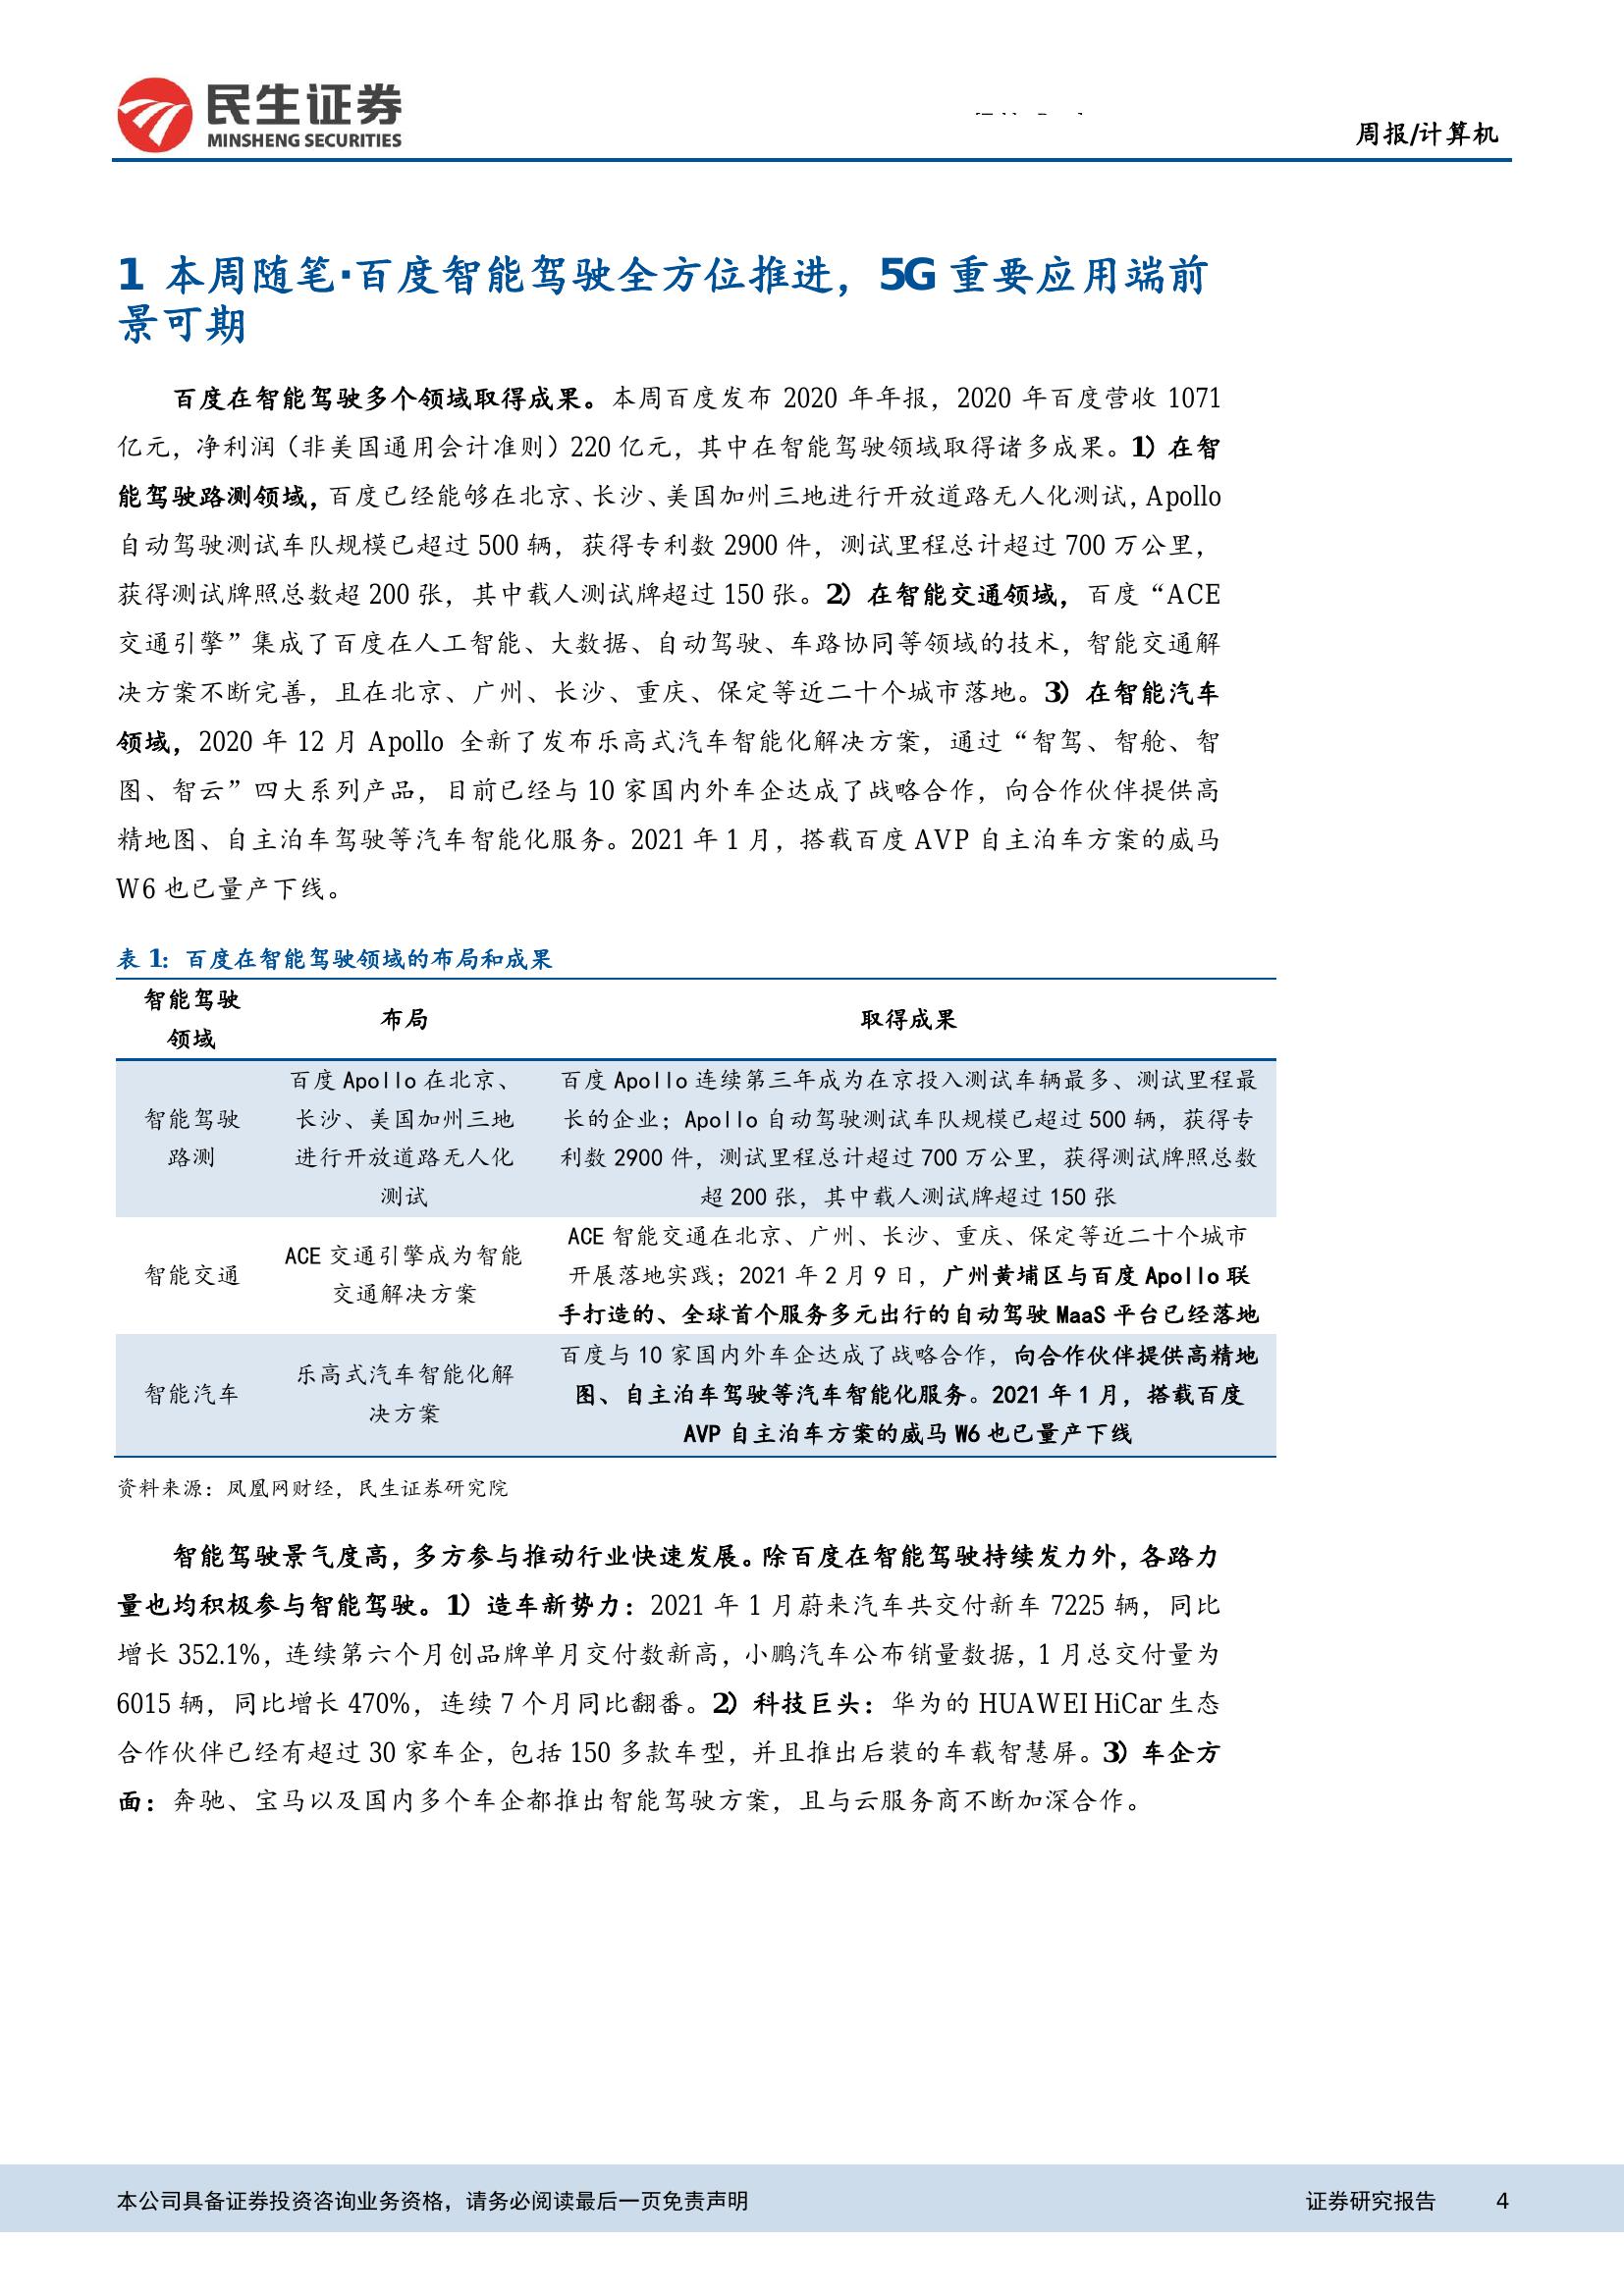 民生证券
MINSHENG SECURITIES
周报/计算机
1 本周随笔·百度智能驾驶全方位推进，5G 重要应用端前
景可期
百度在智能驾驶多个领域取得成果。本周百度发布 2020 年年报，2020 年百度营收 1071
亿元，净利润（非美国通用会计准则）220 亿元，其中在智能驾驶领域取得诸多成果。1）在智
能驾驶路测领域，百度已经能够在北京、长沙、美国加州三地进行开放道路无人化测试，Apollo
自动驾驶测试车队规模已超过 500 辆，获得专利数 2900 件，测试里程总计超过 700 万公里，
获得测试牌照总数超 200 张，其中载人测试牌超过 150 张。2）在智能交通领域，百度“ACE
交通引擎”集成了百度在人工智能、大数据、自动驾驶、车路协同等领域的技术，智能交通解
决方案不断完善，且在北京、广州、长沙、重庆、保定等近二十个城市落地。3）在智能汽车
领域，2020 年 12 月 Apollo 全新了发布乐高式汽车智能化解决方案，通过“智驾、智舱、智
图、智云”四大系列产品，目前已经与 10 家国内外车企达成了战略合作，向合作伙伴提供高
精地图、自主泊车驾驶等汽车智能化服务。2021 年 1 月，搭载百度 AVP 自主泊车方案的威马
W6 也已量产下线。
表 1：百度在智能驾驶领域的布局和成果
智能驾驶
领域
布局
取得成果
智能驾驶
路测
百度 Apollo 在北京、
长沙、美国加州三地
进行开放道路无人化
测试
百度 Apollo 连续第三年成为在京投入测试车辆最多、测试里程最
长的企业；Apollo 自动驾驶测试车队规模已超过 500 辆，获得专
利数 2900 件，测试里程总计超过 700 万公里，获得测试牌照总数
超 200 张，其中载人测试牌超过 150 张
智能交通
ACE 交通引擎成为智能
交通解决方案
ACE 智能交通在北京、广州、长沙、重庆、保定等近二十个城市
开展落地实践；2021 年 2 月 9 日，广州黄埔区与百度 Apollo 联
手打造的、全球首个服务多元出行的自动驾驶 MaaS 平台已经落地
智能汽车
乐高式汽车智能化解
决方案
百度与 10 家国内外车企达成了战略合作，向合作伙伴提供高精地
图、自主泊车驾驶等汽车智能化服务。2021 年 1 月，搭载百度
AVP 自主泊车方案的威马 W6 也已量产下线
资料来源：凤凰网财经，民生证券研究院
智能驾驶景气度高，多方参与推动行业快速发展。除百度在智能驾驶持续发力外，各路力
量也均积极参与智能驾驶。1）造车新势力：2021 年 1 月蔚来汽车共交付新车 7225 辆，同比
增长 352.1%，连续第六个月创品牌单月交付数新高，小鹏汽车公布销量数据，1 月总交付量为
6015 辆，同比增长 470%，连续 7 个月同比翻番。2）科技巨头：华为的 HUAWEI HiCar 生态
合作伙伴已经有超过 30 家车企，包括 150 多款车型，并且推出后装的车载智慧屏。3）车企方
面：奔驰、宝马以及国内多个车企都推出智能驾驶方案，且与云服务商不断加深合作。
本公司具备证券投资咨询业务资格，请务必阅读最后一页免责声明
证券研究报告 4